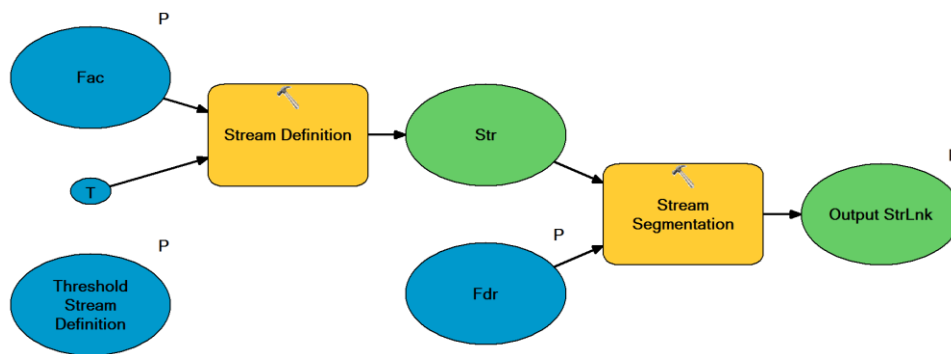 P
Fac
Stream Definition
Str
T
P
Threshold
Stream
Definition
P
Fdr
Stream
Segmentation
Output StrLnk